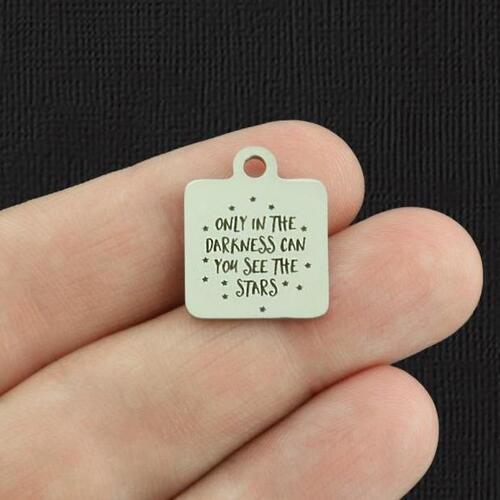 ONLY IN THE
DARKNESS CAN
YOU SEE THE
STARS